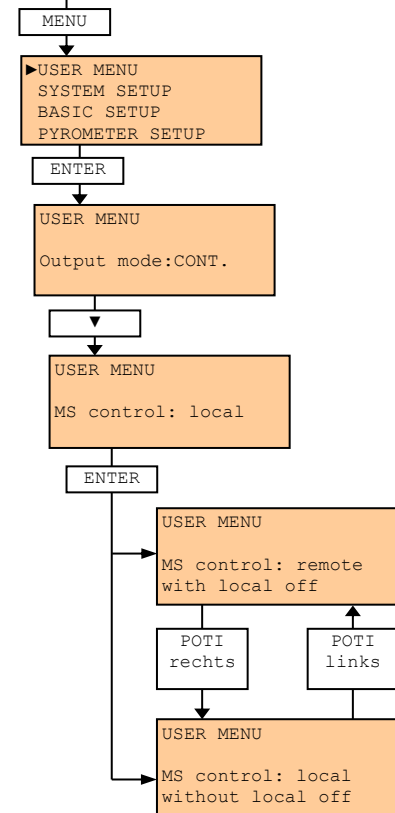 MENU
►USER MENU
SYSTEM SETUP
BASIC SETUP
PYROMETER SETUP
ENTER
USER MENU
Output mode:CONT.
▼
USER MENU
MS control: local
ENTER
USER MENU
MS control: remote
with local off
POTI
rechts
POTI
links
USER MENU
MS control: local
without local off